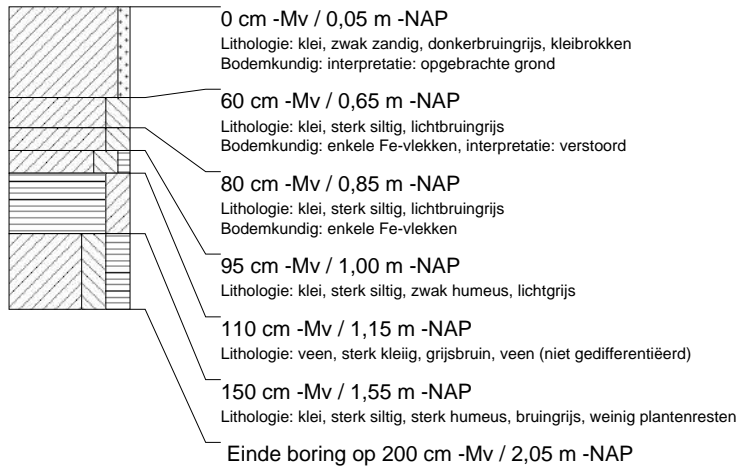 0 cm -Mv / 0,05 m -NAP
Lithologie: klei, zwak zandig, donkerbruingrijs, kleibrokken
Bodemkundig: interpretatie: opgebrachte grond
60 cm -Mv / 0,65 m -NAP
Lithologie: klei, sterk siltig, lichtbruingrijs
Bodemkundig: enkele Fe-vlekken, interpretatie: verstoord
80 cm -Mv / 0,85 m -NAP
Lithologie: klei, sterk siltig, lichtbruingrijs
Bodemkundig: enkele Fe-vlekken
95 cm -Mv / 1,00 m -NAP
Lithologie: klei, sterk siltig, zwak humeus, lichtgrijs
110 cm -Mv / 1,15 m -NAP
Lithologie: veen, sterk kleiig, grijsbruin, veen (niet gedifferentiëerd)
150 cm -Mv / 1,55 m -NAP
Lithologie: klei, sterk siltig, sterk humeus, bruingrijs, weinig plantenresten
Einde boring op 200 cm -Mv / 2,05 m -NAP